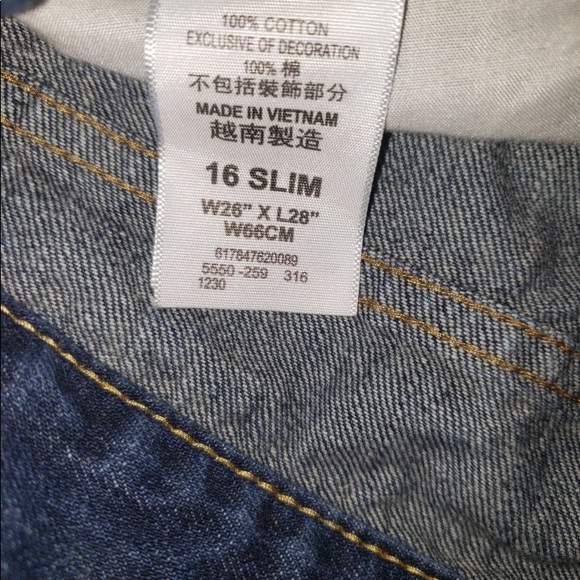 100% COTTON
EXCLUSIVE OF DECORATION
100% 棉
不包括裝飾部分
MADE IN VIETNAM
越南製造
16 SLIM
W26" X L28"
W66CM
617847620089
5550 -259 316
1230